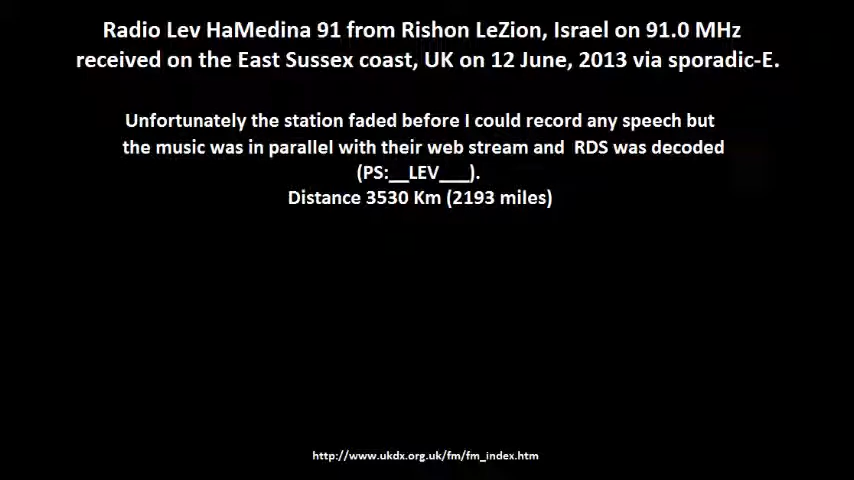 Radio Lev HaMedina 91 from Rishon LeZion, Israel on 91.0 MHz
received on the East Sussex coast, UK on 12 June, 2013 via sporadic-E.
Unfortunately the station faded before I could record any speech but
the music was in parallel with their web stream and  RDS was decoded
(PS:__LEV___).
Distance 3530 Km (2193 miles)
http://www.ukdx.org.uk/fm/fm_index.htm